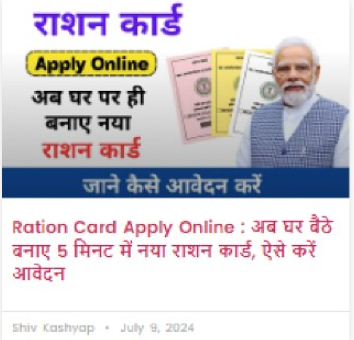 राशन कार्ड
Apply Online
अब घर पर ही
बनाए नया
राशन कार्ड
जाने कैसे आवेदन करें
Ration Card Apply Online : अब घर बैठे
बनाए 5 मिनट में नया राशन कार्ड, ऐसे करें
आवेदन
Shiv Kashyap • July 9, 2024